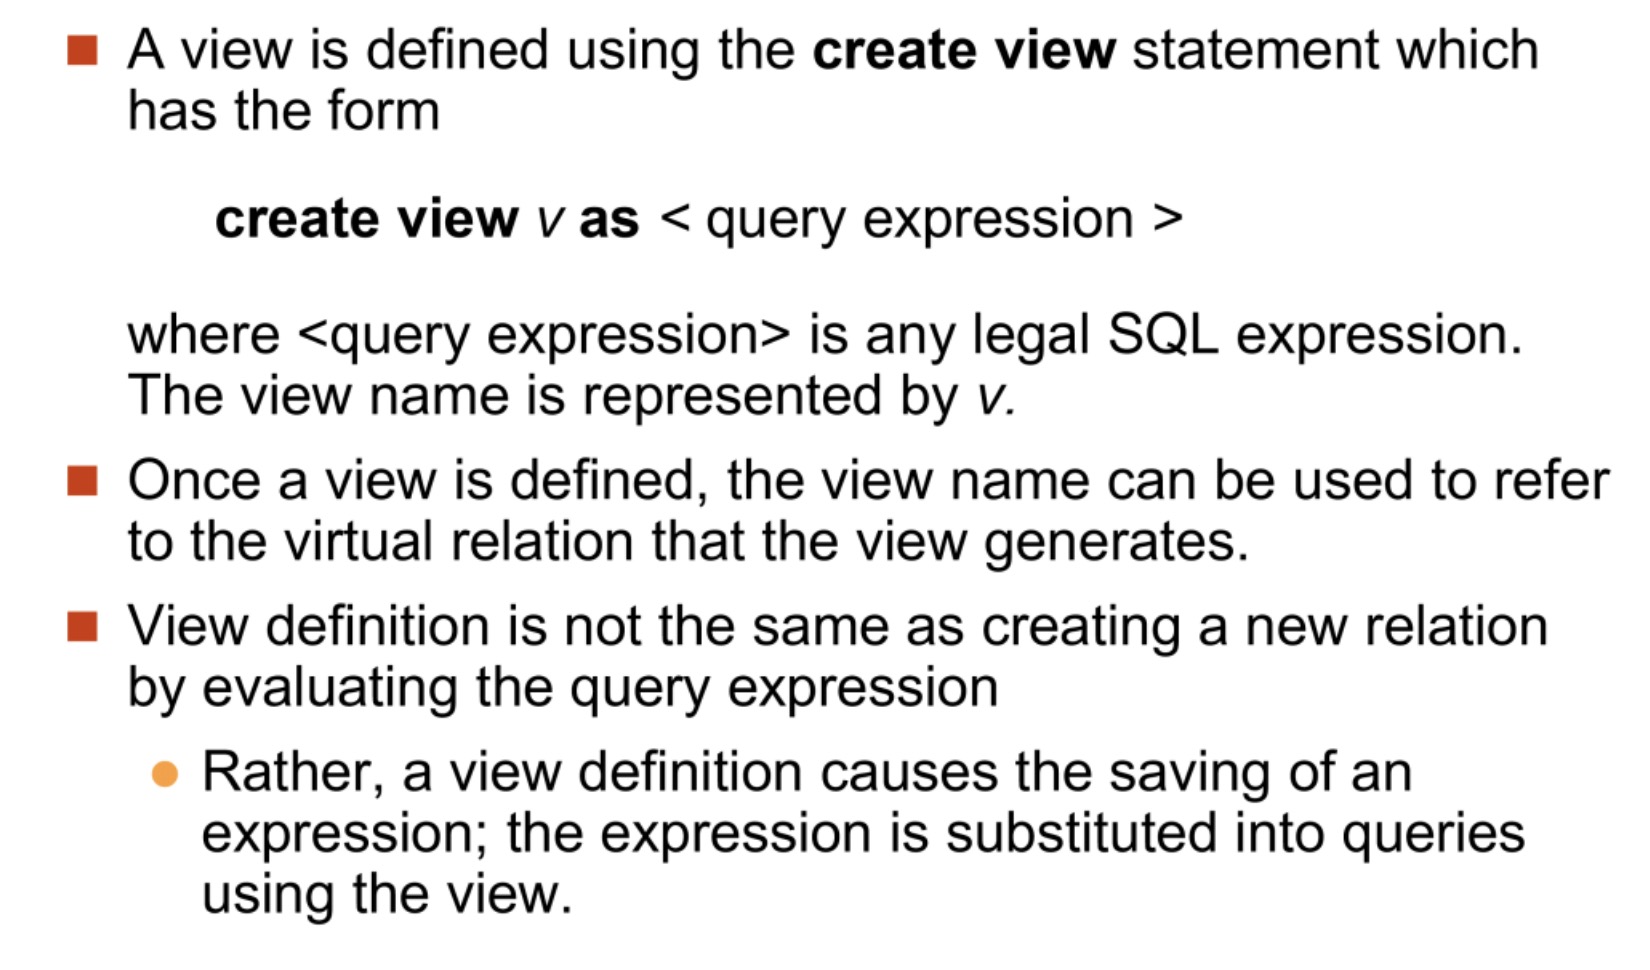 A view is defined using the create view statement which
has the form
create view v as < query expression >
where <query expression> is any legal SQL expression.
The view name is represented by v.
Once a view is defined, the view name can be used to refer
to the virtual relation that the view generates.
View definition is not the same as creating a new relation
by evaluating the query expression
Rather, a view definition causes the saving of an
expression; the expression is substituted into queries
using the view.